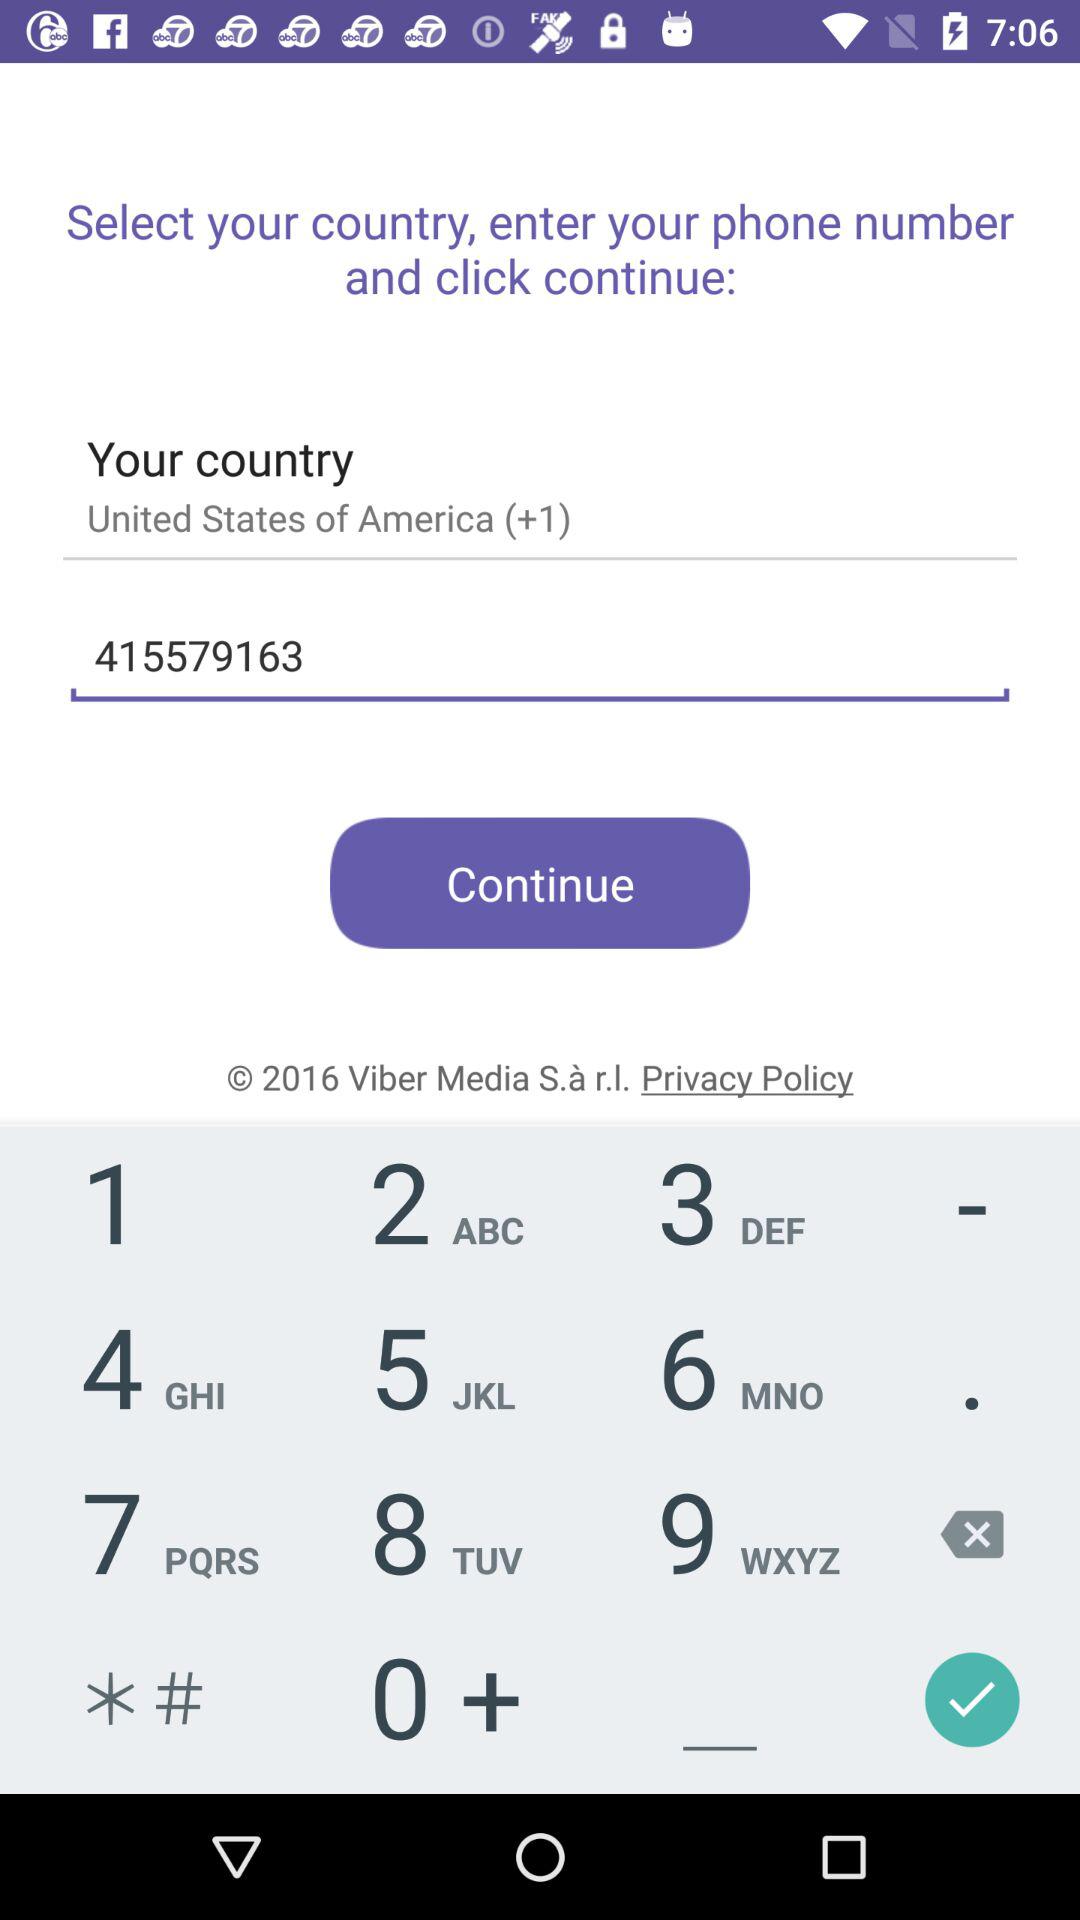 FAK 7:06
Select your country, enter your phone number
and click continue:
Your country
United States of America (+1)
415579163
Continue
© 2016 Viber Media S.à r.l. Privacy Policy
1 2 ABC 3 DEF -
4 GHI 5 JKL 6 MNO .
7 PQRS 8 TUV 9 WXYZ
* # 0 + _